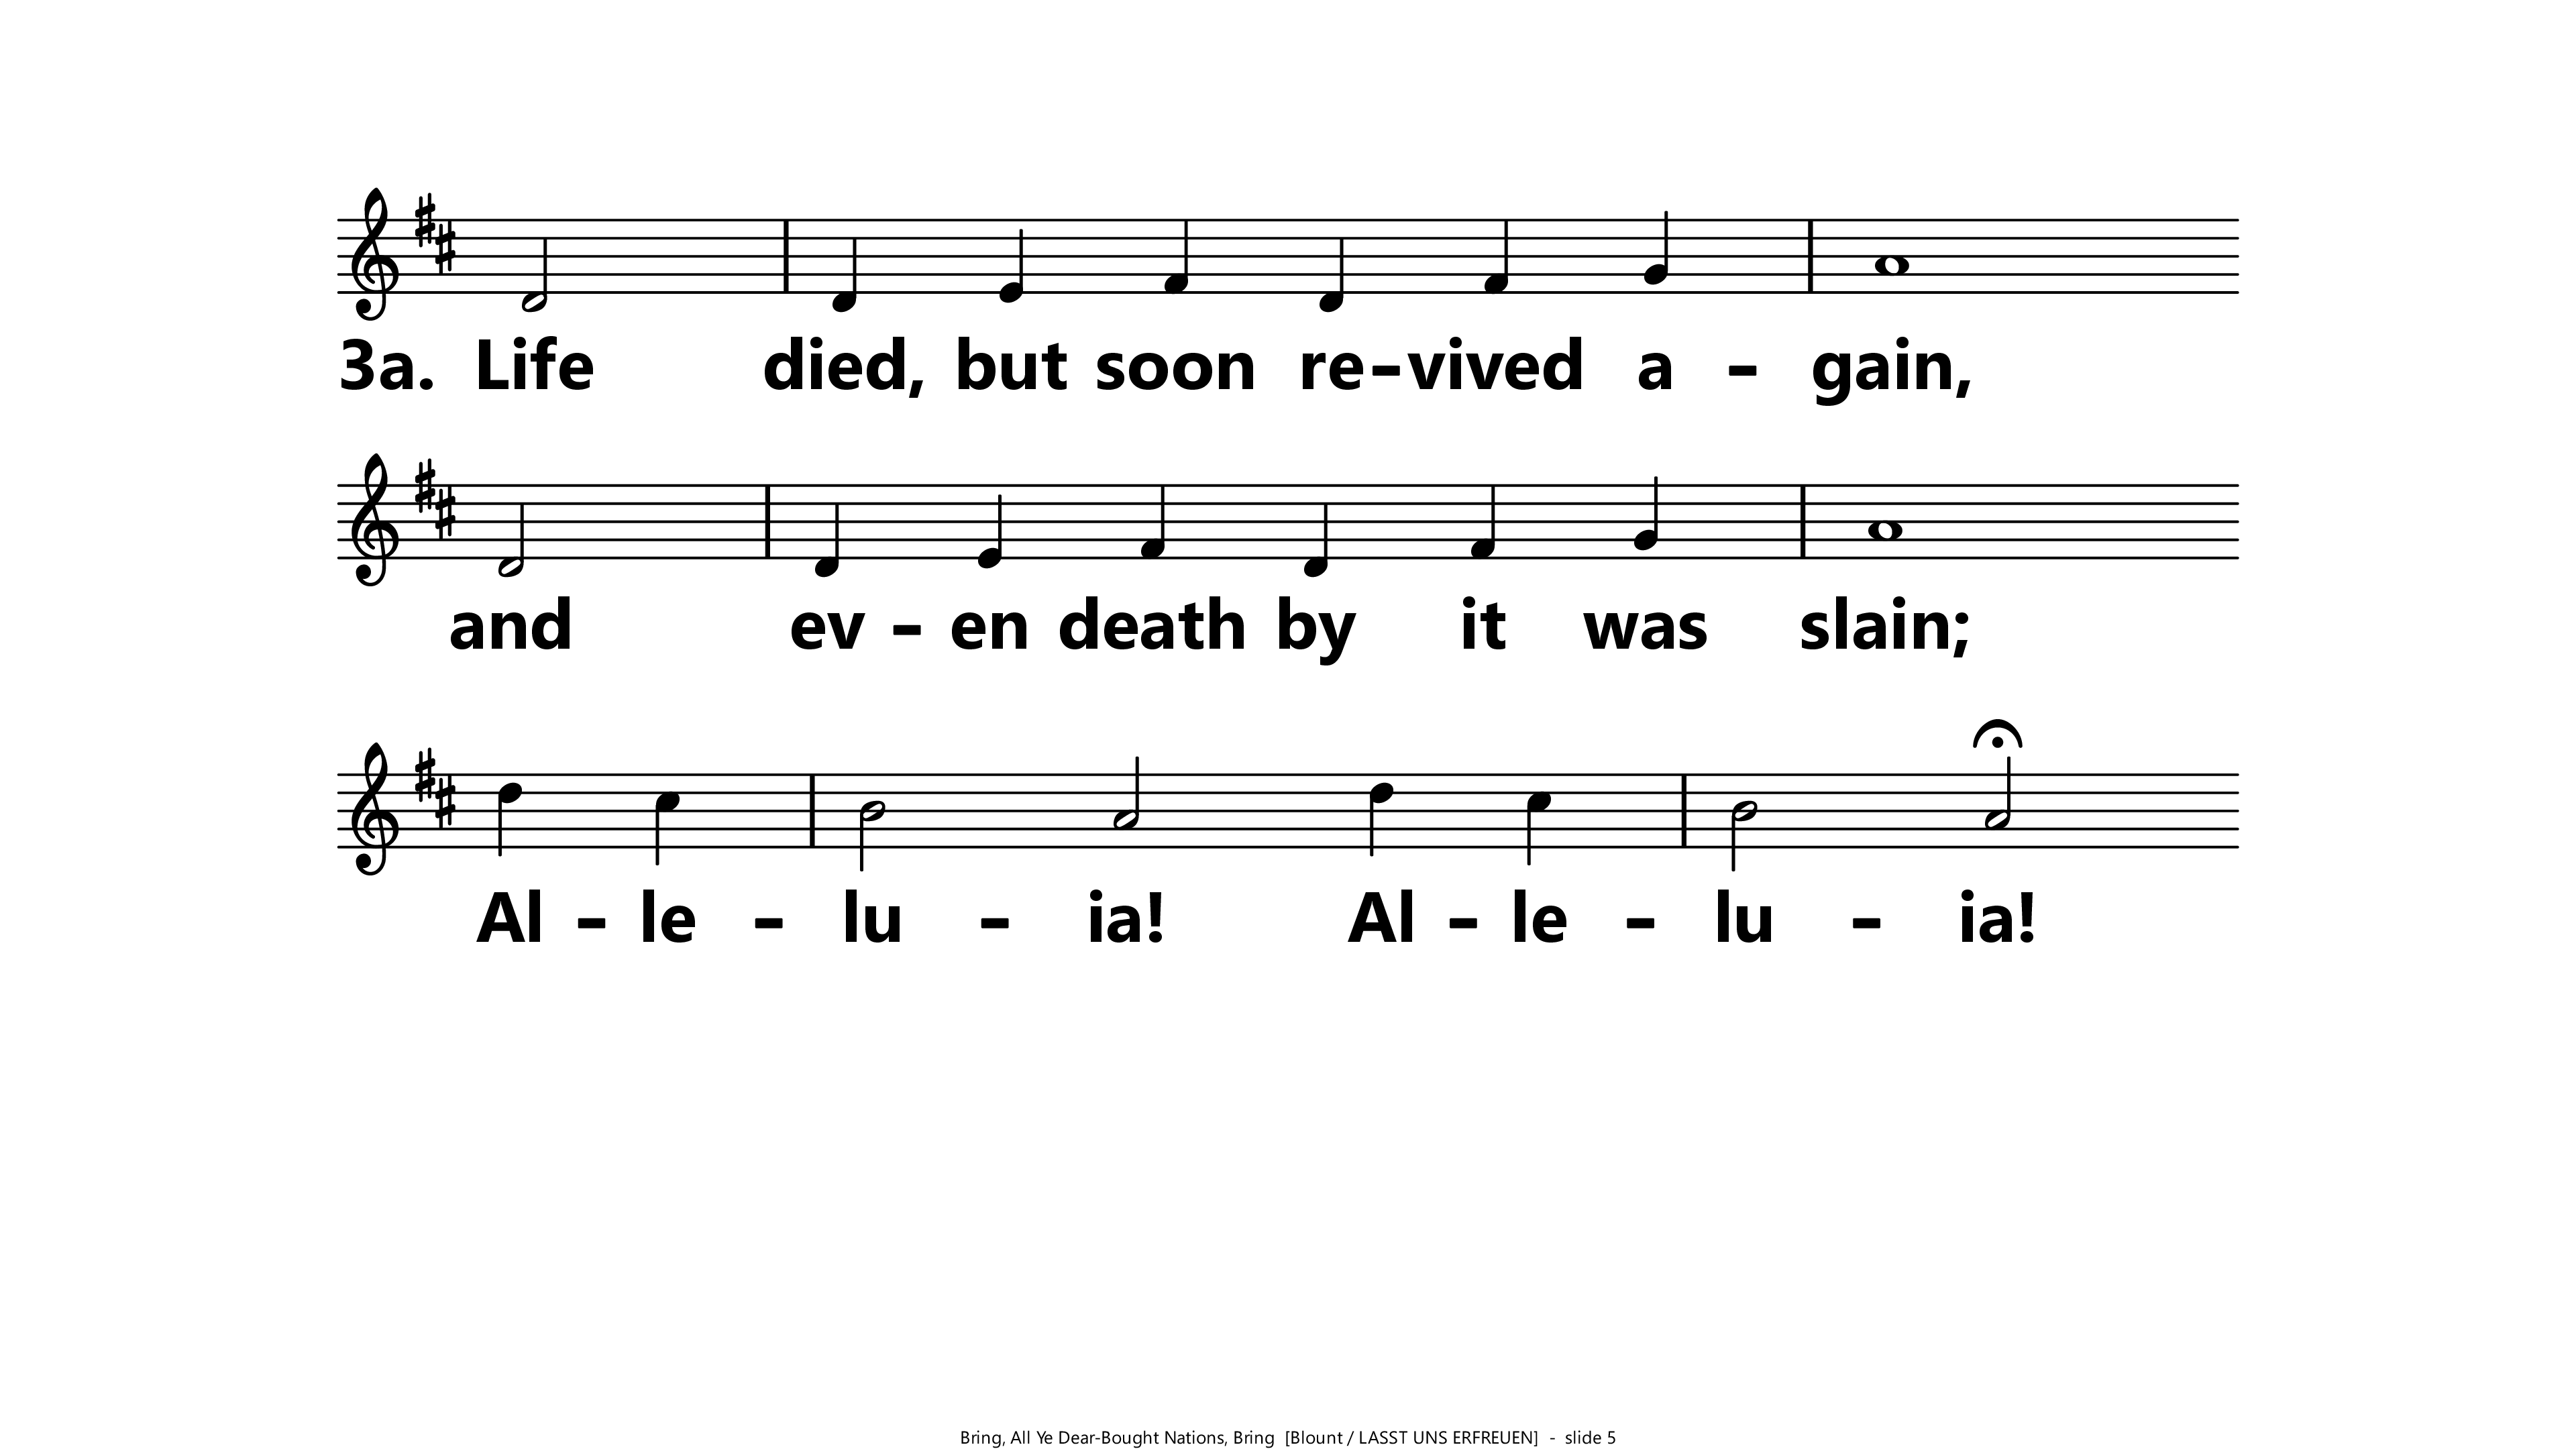 3a. Life died, but soon re-vived a - gain,
and ev - en death by it was slain;
Al - le - lu - ia! Al - le - lu - ia!
Bring, All Ye Dear-Bought Nations, Bring [Blount / LASST UNS ERFREUEN] - slide 5